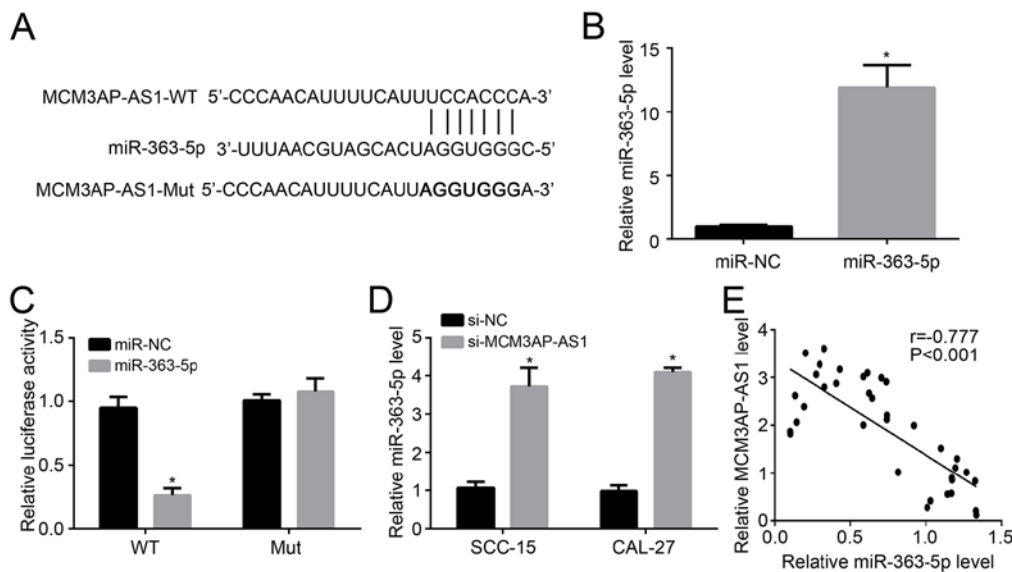 A
MCM3AP-AS1-WT 5’-CCCAACAUUUUCAUUUCCACCCA-3’
miR-363-5p 3’-UUUAACGUAGCACUAGGUGGGC-5’
MCM3AP-AS1-Mut 5’-CCCAACAUUUUCAUUAGGUGGGA-3’
B
Relative miR-363-5p level
15
10
5
0
*
miR-NC
miR-363-5p
C
Relative luciferase activity
1.5
1.0
0.5
0.0
miR-NC
miR-363-5p
*
WT
Mut
D
Relative miR-363-5p level
6
4
2
1
0
si-NC
si-MCM3AP-AS1
*
*
SCC-15
CAL-27
E
Relative MCM3AP-AS1 level
4
3
2
1
0
r=-0.777
P<0.001
0.0
0.5
1.0
1.5
Relative miR-363-5p level